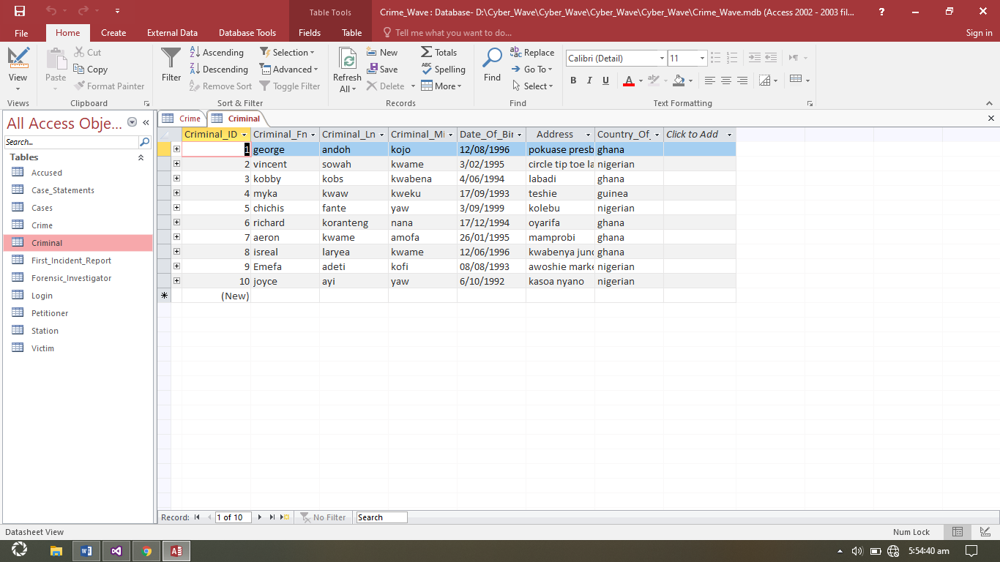 Table Tools
Crime_Wave : Database- D:\Cyber_Wave\Cyber_Wave\Cyber_Wave\Cyber_Wave\Crime_Wave.mdb (Access 2002 - 2003 fil...
?
File Home Create External Data Database Tools Fields Table Tell me what you want to do... Sign in
View
Views
Paste
Cut
Copy
Format Painter
Clipboard
Filter
Ascending
Descending
Remove Sort
Selection
Advanced
Toggle Filter
Sort & Filter
Refresh All
New
Save
Delete
Totals
Spelling
More
Records
Find
Replace
Go To
Select
Find
Calibri (Detail) 11
B I U A
Text Formatting
All Access Obje...
Search...
Tables
Accused
Case_Statements
Cases
Crime
Criminal
First_Incident_Report
Forensic_Investigator
Login
Petitioner
Station
Victim
Crime Criminal
Criminal_ID Criminal_Fn Criminal_Ln Criminal_Mi Date_Of_Bir Address Country_Of_ Click to Add
1 george andoh kojo 12/08/1996 pokuase presb ghana
2 vincent sowah kwame 3/02/1995 circle tip toe la nigerian
3 kobby kobs kwabena 4/06/1994 labadi ghana
4 myka kwaw kweku 17/09/1993 teshie guinea
5 chichis fante yaw 3/09/1999 kolebu nigerian
6 richard koranteng nana 17/12/1994 oyarifa ghana
7 aeron kwame amofa 26/01/1995 mamprobi ghana
8 isreal laryea kwame 12/06/1996 kwabenya junc ghana
9 Emefa adeti kofi 08/08/1993 awoshie marke nigerian
10 joyce ayi yaw 6/10/1992 kasoa nyano nigerian
(New)
Record: 1 of 10 No Filter Search
Datasheet View
Num Lock
5:54:40 am